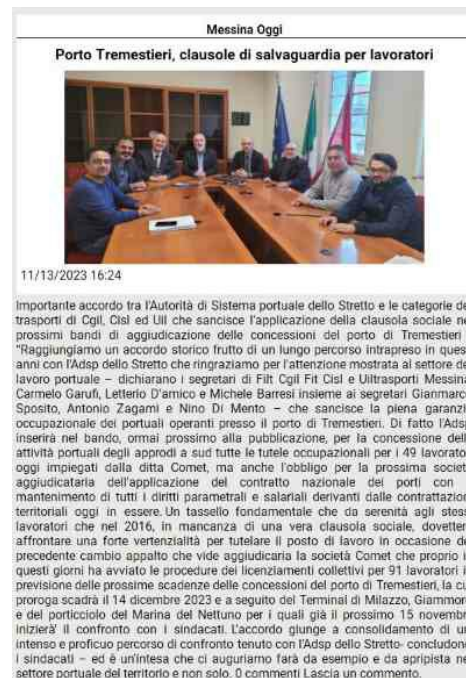 Messina Oggi
Porto Tremestieri, clausole di salvaguardia per lavoratori
11/13/2023 16:24
Importante accordo tra l'Autorità di Sistema portuale dello Stretto e le categorie de
trasporti di Cgil, Cisl ed Uil che sancisce l'applicazione della clausola sociale ne
prossimi bandi di aggiudicazione delle concessioni del porto di Tremestieri
"Raggiungiamo un accordo storico frutto di un lungo percorso intrapreso in quest
anni con l'Adsp dello Stretto che ringraziamo per l'attenzione mostrata al settore de
lavoro portuale – dichiarano i segretari di Filt Cgil Fit Cisl e Uiltrasporti Messina
Carmelo Garufi, Letterio D'amico e Michele Barresi insieme ai segretari Gianmarc
Sposito, Antonio Zagami e Nino Di Mento – che sancisce la piena garanzi
occupazionale dei portuali operanti presso il porto di Tremestieri. Di fatto l'Ads
inserirà nel bando, ormai prossimo alla pubblicazione, per la concessione dell
attività portuali degli approdi a sud tutte le tutele occupazionali per i 49 lavorato
oggi impiegati dalla ditta Comet, ma anche l'obbligo per la prossima societ
aggiudicataria dell'applicazione del contratto nazionale dei porti con
mantenimento di tutti i diritti parametrali e salariali derivanti dalle contrattazion
territoriali oggi in essere. Un tassello fondamentale che da serenità agli stess
lavoratori che nel 2016, in mancanza di una vera clausola sociale, dovetter
affrontare una forte vertenzialità per tutelare il posto di lavoro in occasione de
precedente cambio appalto che vide aggiudicaria la società Comet che proprio i
questi giorni ha avviato le procedure dei licenziamenti collettivi per 91 lavoratori i
previsione delle prossime scadenze delle concessioni del porto di Tremestieri, la cu
proroga scadrà il 14 dicembre 2023 e a seguito del Terminal di Milazzo, Giammor
e del porticciolo del Marina del Nettuno per i quali già il prossimo 15 novembr
inizierà' il confronto con i sindacati. L'accordo giunge a consolidamento di un
intenso e proficuo percorso di confronto tenuto con l'Adsp dello Stretto- concludon
i sindacati – ed è un'intesa che ci auguriamo farà da esempio e da apripista ne
settore portuale del territorio e non solo. 0 commenti Lascia un commento.